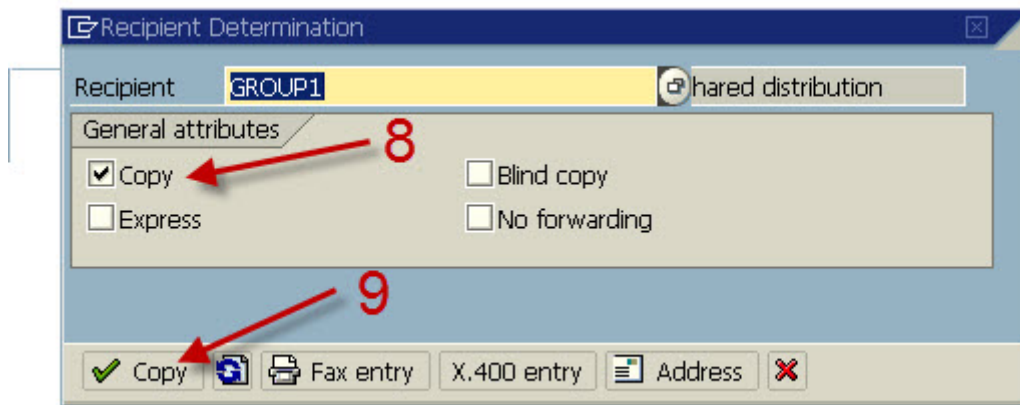 Recipient Determination
Recipient GROUP1 hared distribution
General attributes
8
Copy Blind copy
Express No forwarding
9
Copy Fax entry X.400 entry Address